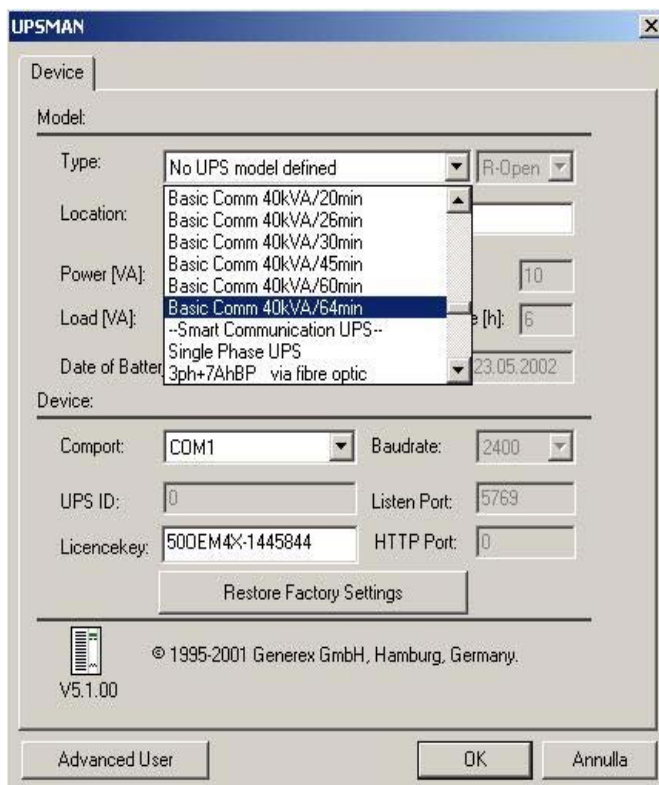 UPSMAN
Device
Model:
Type: No UPS model defined R-Open
Basic Comm 40kVA/20min
Location: Basic Comm 40kVA/26min
Basic Comm 40kVA/30min
Basic Comm 40kVA/45min
Power [VA]: Basic Comm 40kVA/60min 10
Basic Comm 40kVA/64min
Load [VA]: --Smart Communication UPS-- [h]: 6
Single Phase UPS
Date of Batter 3ph+7AhBP via fibre optic 23.05.2002
Device:
Comport: COM1 Baudrate: 2400
UPS ID: 0 Listen Port: 5769
Licencekey: 500EM4X-1445844 HTTP Port: 0
Restore Factory Settings
© 1995-2001 Generex GmbH, Hamburg, Germany.
V5.1.00
Advanced User OK Annulla